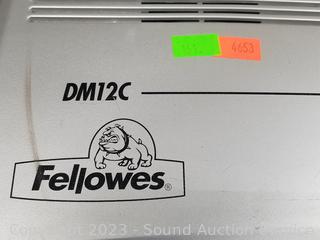 4653
DM12C
Fellowes®
Copyright 2023 - Sound Auction Service